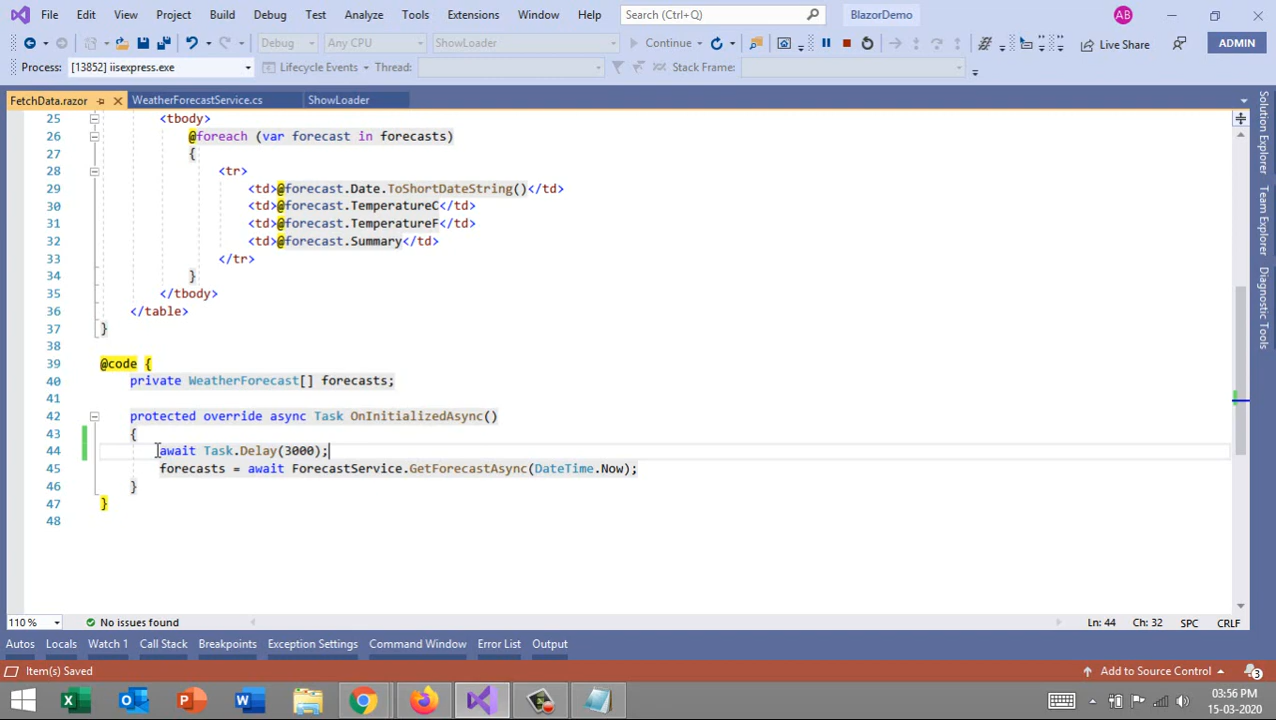 File Edit View Project Build Debug Test Analyze Tools Extensions Window Help Search (Ctrl+Q) BlazorDemo AB
Debug Any CPU ShowLoader Continue Live Share ADMIN
Process: [13852] iisexpress.exe Lifecycle Events Thread: Stack Frame:
FetchData.razor WeatherForecastService.cs ShowLoader
25 <tbody>
26 @foreach (var forecast in forecasts)
27 {
28 <tr>
29 <td>@forecast.Date.ToShortDateString()</td>
30 <td>@forecast.TemperatureC</td>
31 <td>@forecast.TemperatureF</td>
32 <td>@forecast.Summary</td>
33 </tr>
34 }
35 </tbody>
36 </table>
37 }
38
39 @code {
40 private WeatherForecast[] forecasts;
41
42 protected override async Task OnInitializedAsync()
43 {
44 await Task.Delay(3000);
45 forecasts = await ForecastService.GetForecastAsync(DateTime.Now);
46 }
47 }
48
Solution Explorer
Team Explorer
Diagnostic Tools
110 % No issues found Ln: 44 Ch: 32 SPC CRLF
Autos Locals Watch 1 Call Stack Breakpoints Exception Settings Command Window Error List Output
Item(s) Saved Add to Source Control 3
03:56 PM
15-03-2020